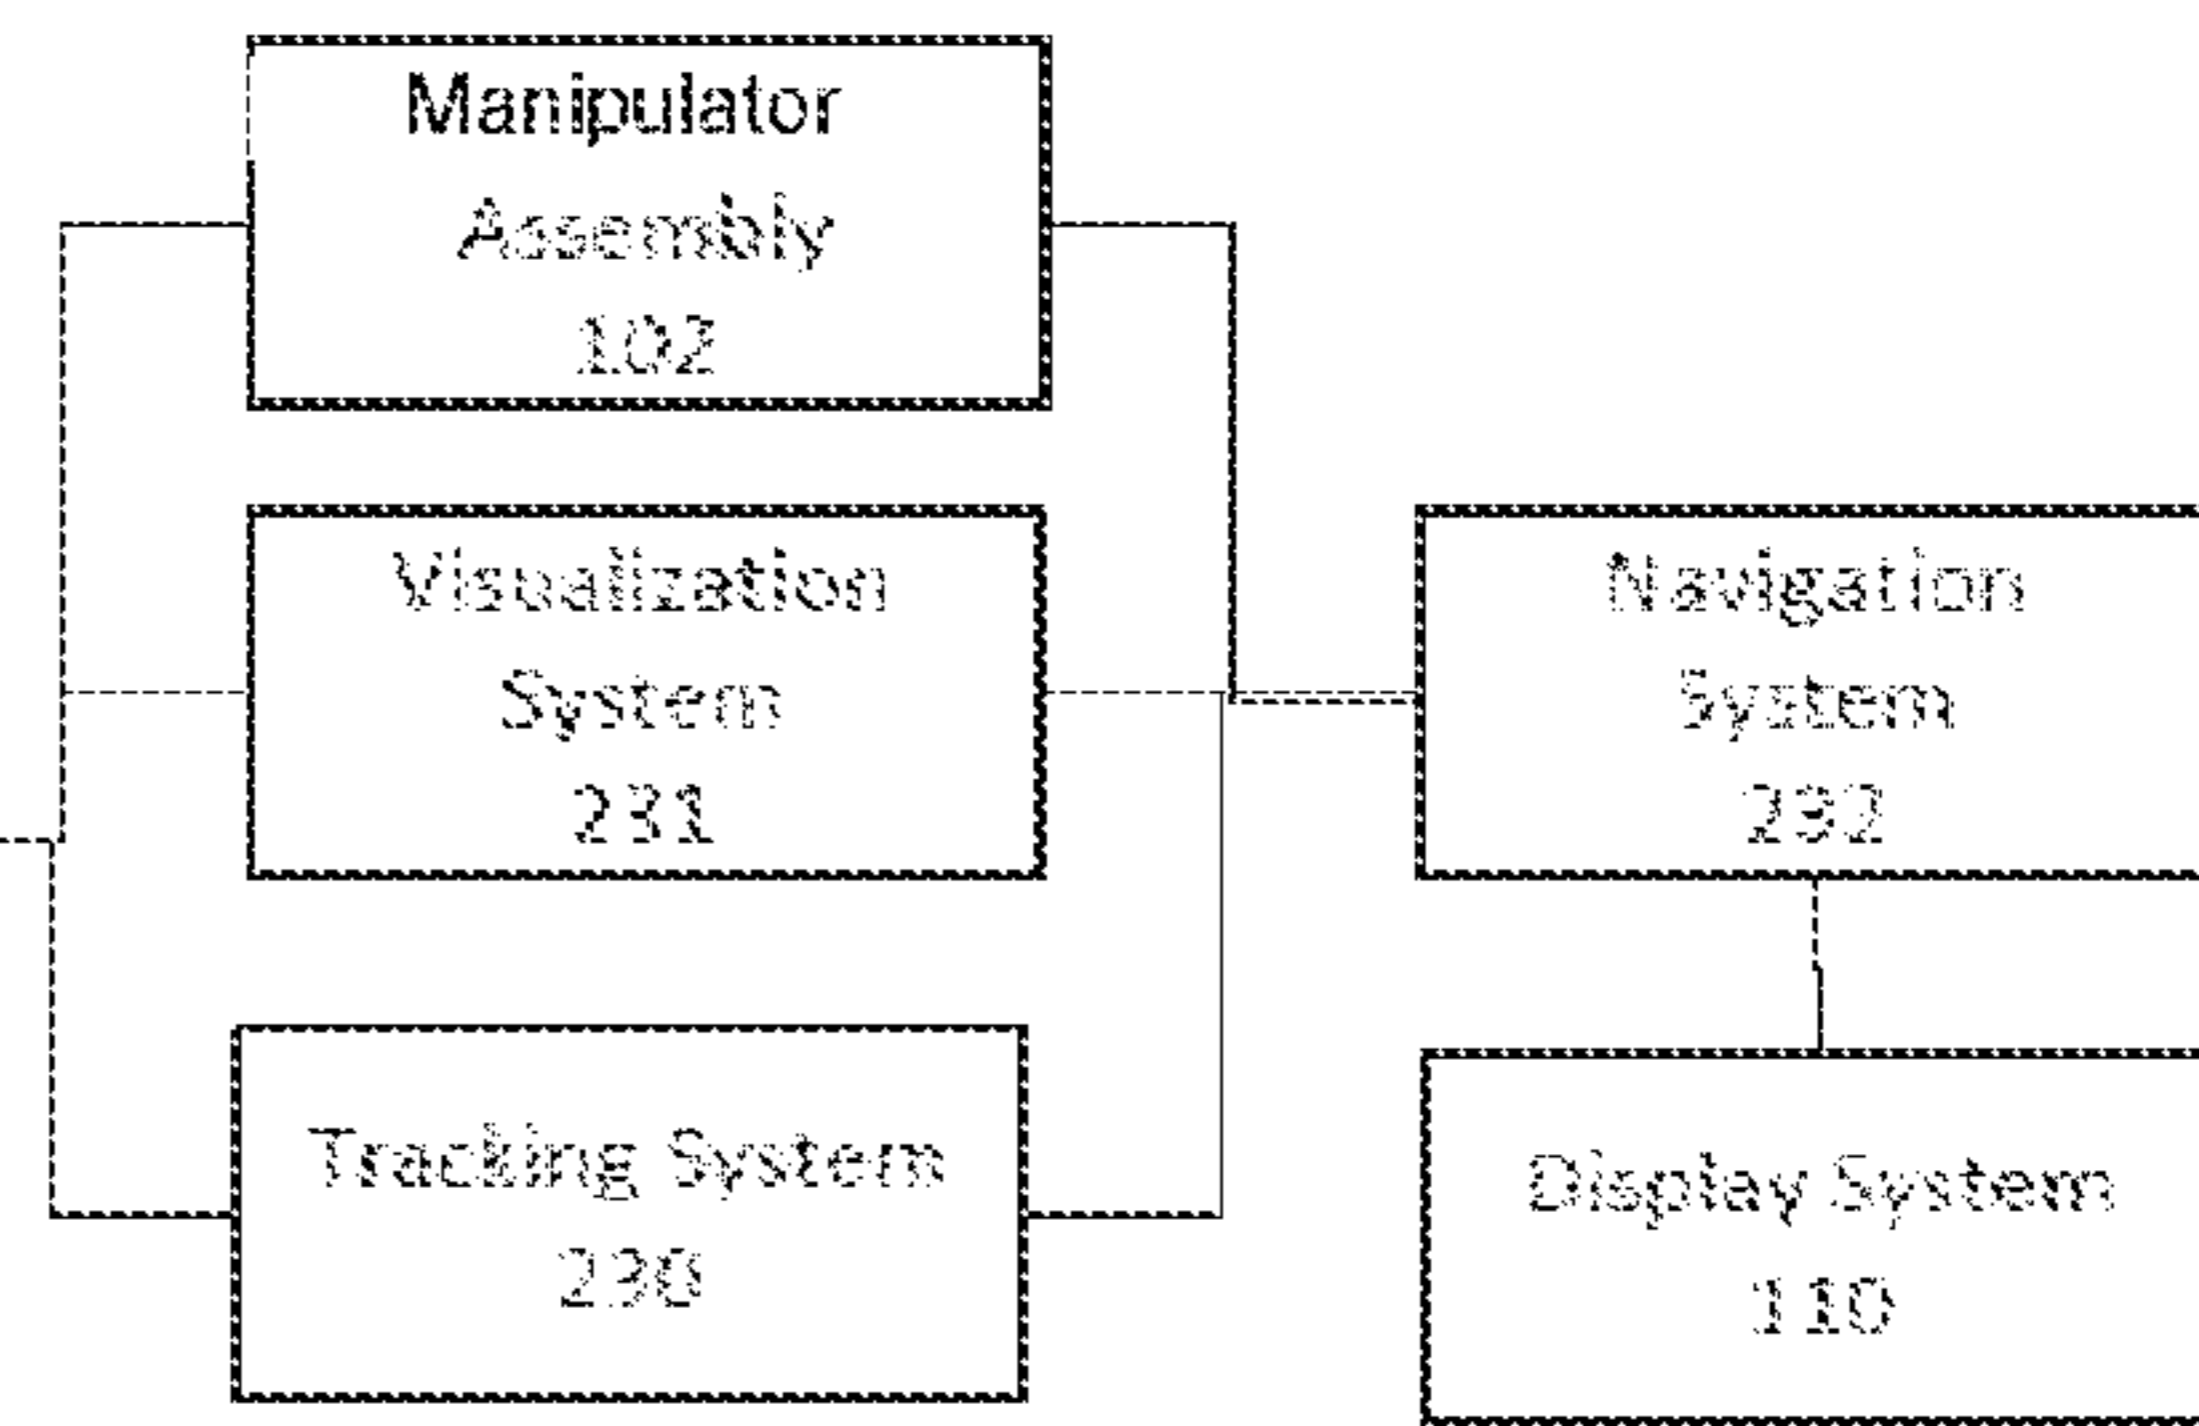 Manipulator
Assembly
102
Visualization
System
231
Navigation
System
232
Tracking System
230
Display System
110